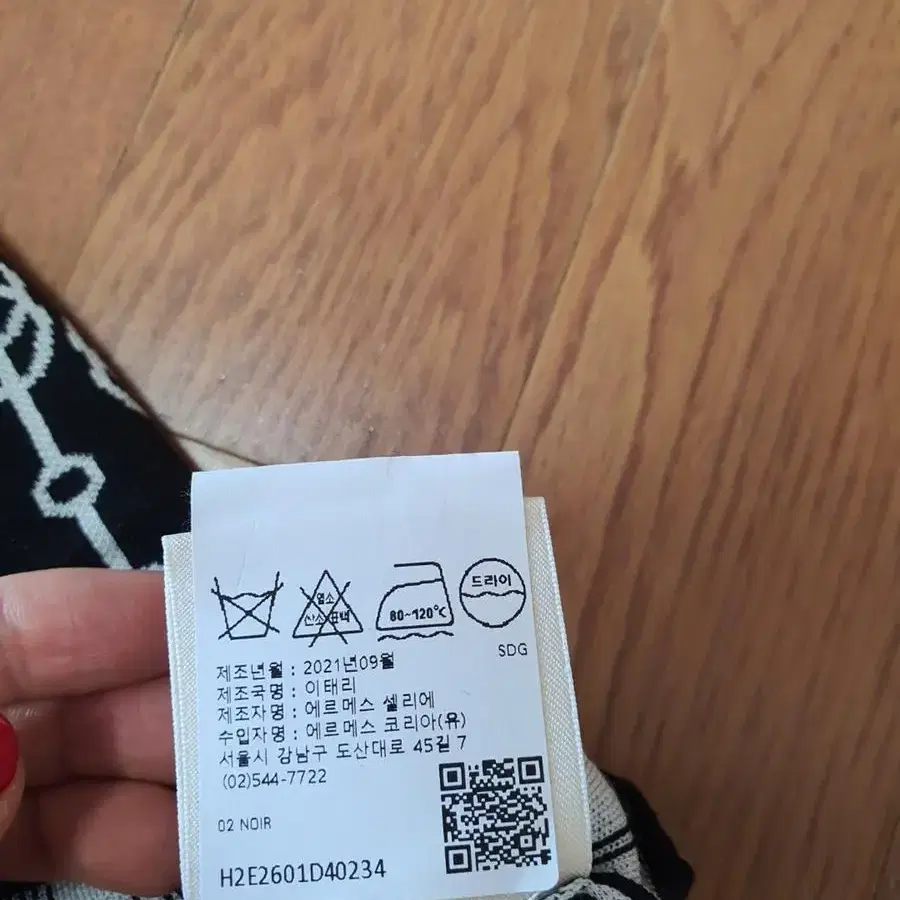 염소
산소 표백
80~120℃
드라이
SDG
제조년월 : 2021년09월
제조국명 : 이태리
제조자명 : 에르메스 셀리에
수입자명 : 에르메스 코리아(유)
서울시 강남구 도산대로 45길 7
(02)544-7722
02 NOIR
H2E2601D40234